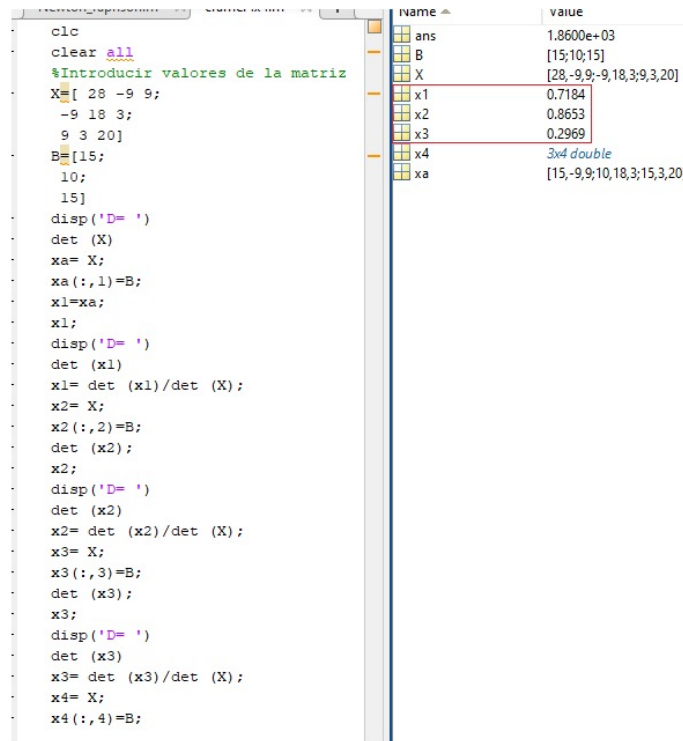 clc
clear all
%Introducir valores de la matriz
X=[ 28 -9 9;
-9 18 3;
9 3 20]
B=[15;
10;
15]
disp('D= ')
det (X)
xa= X;
xa(:,1)=B;
x1=xa;
x1;
disp('D= ')
det (x1)
x1= det (x1)/det (X);
x2= X;
x2(:,2)=B;
det (x2);
x2;
disp('D= ')
det (x2)
x2= det (x2)/det (X);
x3= X;
x3(:,3)=B;
det (x3);
x3;
disp('D= ')
det (x3)
x3= det (x3)/det (X);
x4= X;
x4(:,4)=B;
Name Value
ans 1.8600e+03
B [15;10;15]
X [28,-9,9;-9,18,3;9,3,20]
x1 0.7184
x2 0.8653
x3 0.2969
x4 3x4 double
xa [15,-9,9;10,18,3;15,3,20